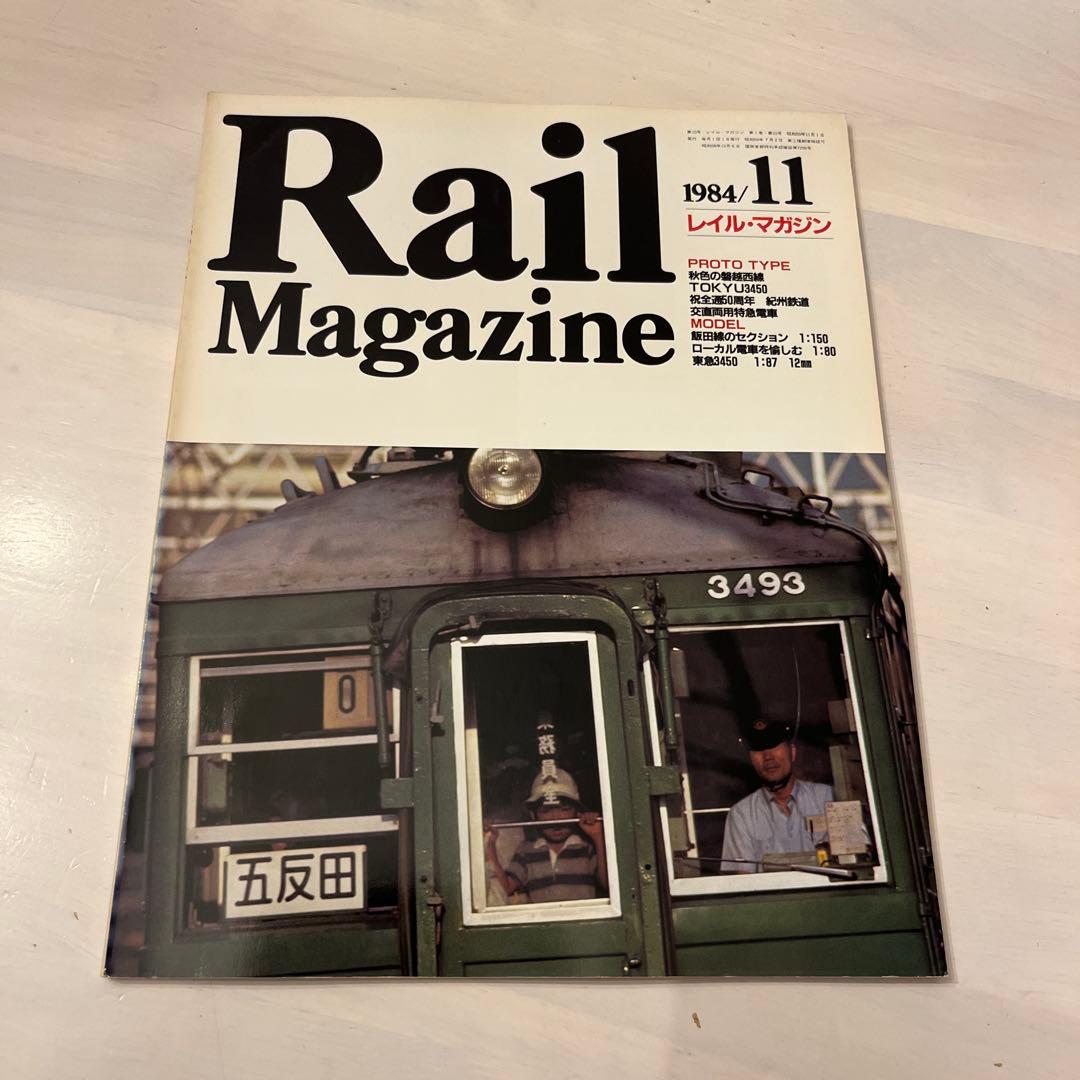 Rail
Magazine
1984/11
レイル・マガジン
PROTO TYPE
秋色の磐越西線
TOKYU3450
祝全通50周年 紀州鉄道
交直両用特急電車
MODEL
飯田線のセクション 1:150
ローカル電車を愉しむ 1:80
東急3450 1:87 12mm
3493
0
務員室
五反田